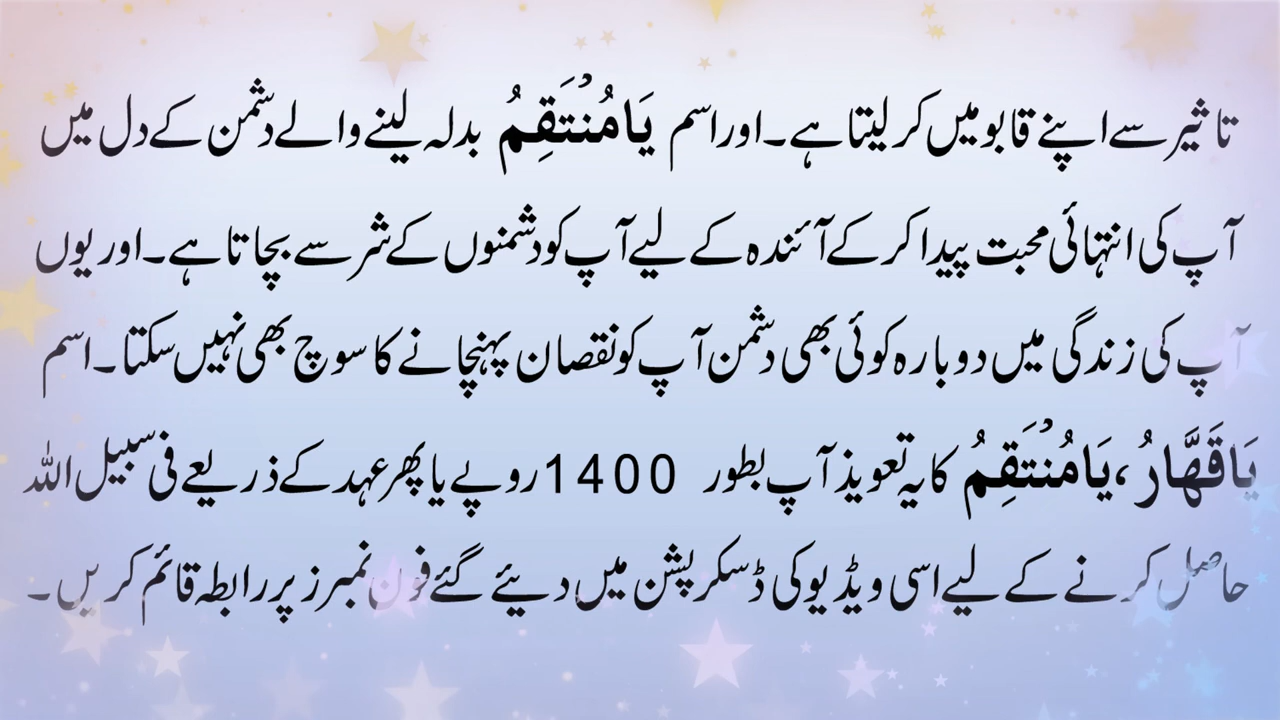 تاثیر سے اپنے قابو میں کر لیتا ہے۔ اور اسم یَامُنْتَقِمُ بدلہ لینے والے دشمن کے دل میں
آپ کی انتہائی محبت پیدا کر کے آئندہ کے لیے آپ کو دشمنوں کے شر سے بچاتا ہے۔ اور یوں
آپ کی زندگی میں دوبارہ کوئی بھی دشمن آپ کو نقصان پہنچانے کا سوچ بھی نہیں سکتا۔ اسم
یَاقَهَّارُ، یَامُنْتَقِمُ کا یہ تعویذ آپ بطور 1400 روپے یا پھر عہد کے ذریعے فی سبیل اللہ
حاصل کرنے کے لیے اسی ویڈیو کی ڈسکرپشن میں دیئے گئے فون نمبرز پر رابطہ قائم کریں۔